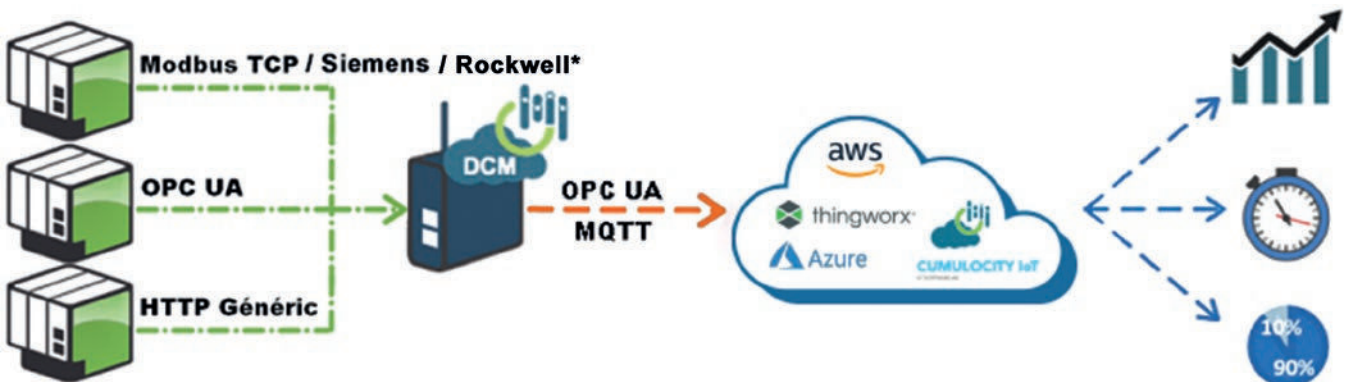 Modbus TCP / Siemens / Rockwell*
OPC UA
HTTP Généric
DCM
OPC UA
MQTT
aws
thingworx
Azure
CUMULOCITY IoT
10%
90%